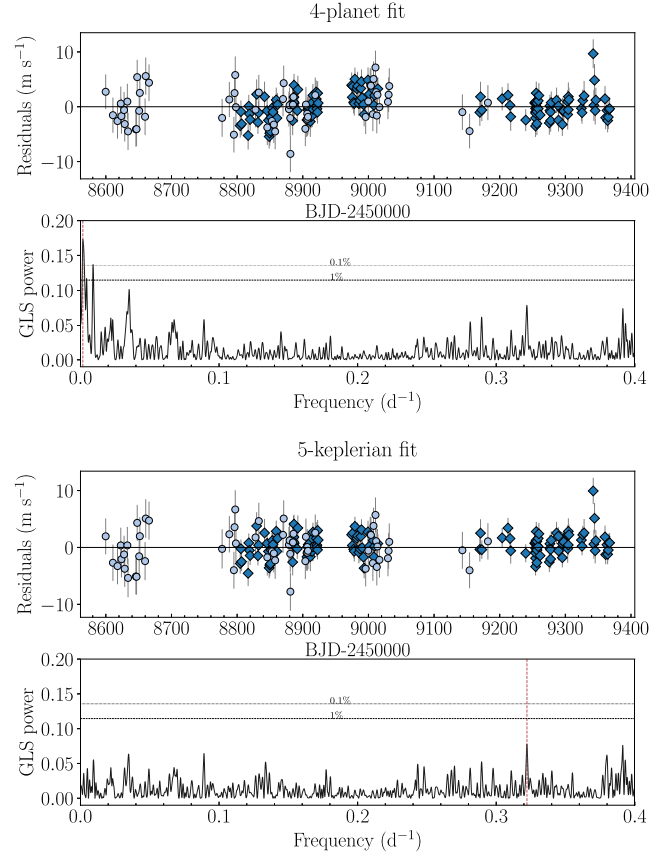 4-planet fit
Residuals (m s⁻¹)
10
0
−10
8600 8700 8800 8900 9000 9100 9200 9300 9400
BJD-2450000
GLS power
0.20
0.15
0.10
0.05
0.00
0.1%
1%
0.0 0.1 0.2 0.3 0.4
Frequency (d⁻¹)
5-keplerian fit
Residuals (m s⁻¹)
10
0
−10
8600 8700 8800 8900 9000 9100 9200 9300 9400
BJD-2450000
GLS power
0.20
0.15
0.10
0.05
0.00
0.1%
1%
0.0 0.1 0.2 0.3 0.4
Frequency (d⁻¹)